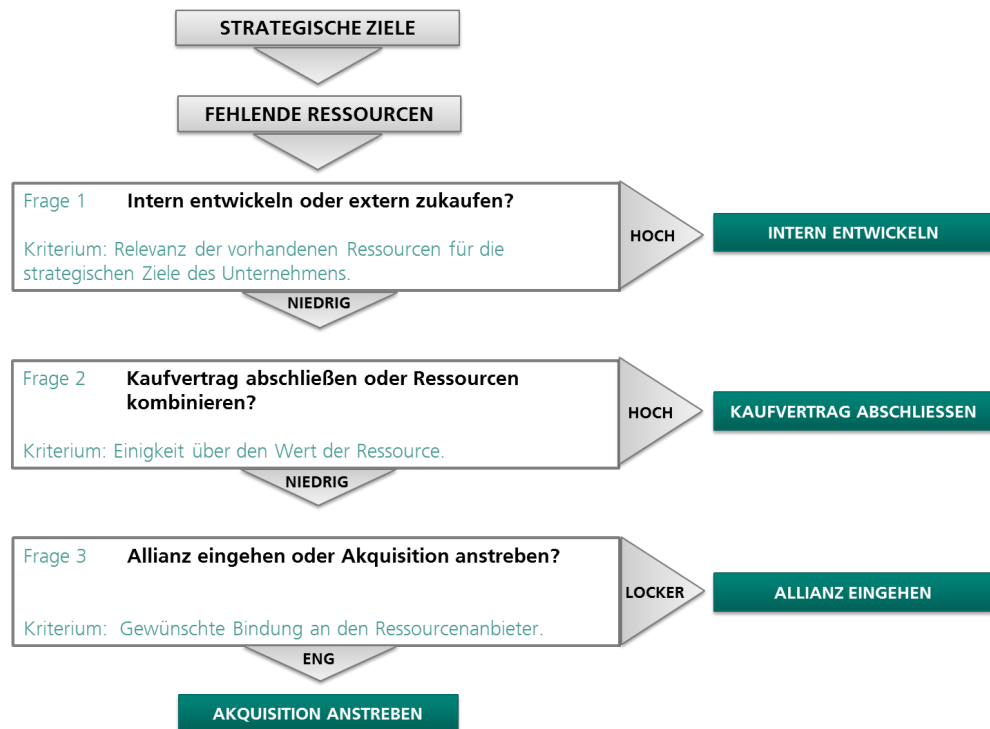 STRATEGISCHE ZIELE
FEHLENDE RESSOURCEN
Frage 1 Intern entwickeln oder extern zukaufen?
Kriterium: Relevanz der vorhandenen Ressourcen für die
strategischen Ziele des Unternehmens.
HOCH
INTERN ENTWICKELN
NIEDRIG
Frage 2 Kaufvertrag abschließen oder Ressourcen
kombinieren?
Kriterium: Einigkeit über den Wert der Ressource.
HOCH
KAUFVERTRAG ABSCHLIESSEN
NIEDRIG
Frage 3 Allianz eingehen oder Akquisition anstreben?
Kriterium: Gewünschte Bindung an den Ressourcenanbieter.
LOCKER
ALLIANZ EINGEHEN
ENG
AKQUISITION ANSTREBEN